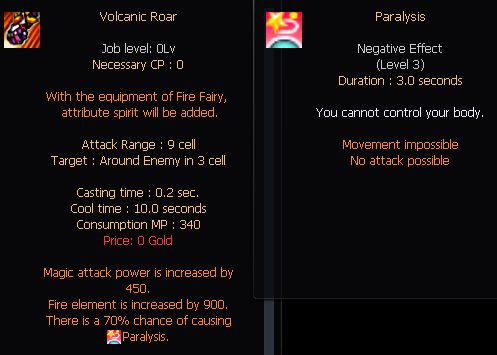 Volcanic Roar
Job level: 0Lv
Necessary CP : 0
With the equipment of Fire Fairy,
attribute spirit will be added.
Attack Range : 9 cell
Target : Around Enemy in 3 cell
Casting time : 0.2 sec.
Cool time : 10.0 seconds
Consumption MP : 340
Price: 0 Gold
Magic attack power is increased by
450.
Fire element is increased by 900.
There is a 70% chance of causing
Paralysis.
Paralysis
Negative Effect
(Level 3)
Duration : 3.0 seconds
You cannot control your body.
Movement impossible
No attack possible